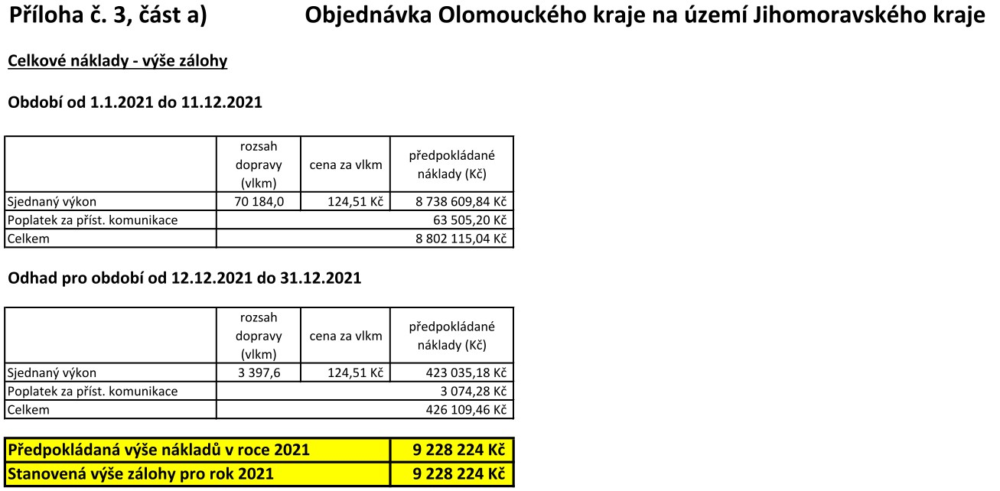 Příloha č. 3, část a) Objednávka Olomouckého kraje na území Jihomoravského kraje
Celkové náklady - výše zálohy
Období od 1.1.2021 do 11.12.2021
rozsah dopravy (vlkm) cena za vlkm předpokládané náklady (Kč)
Sjednaný výkon 70 184,0 124,51 Kč 8 738 609,84 Kč
Poplatek za příst. komunikace 63 505,20 Kč
Celkem 8 802 115,04 Kč
Odhad pro období od 12.12.2021 do 31.12.2021
rozsah dopravy (vlkm) cena za vlkm předpokládané náklady (Kč)
Sjednaný výkon 3 397,6 124,51 Kč 423 035,18 Kč
Poplatek za příst. komunikace 3 074,28 Kč
Celkem 426 109,46 Kč
Předpokládaná výše nákladů v roce 2021 9 228 224 Kč
Stanovená výše zálohy pro rok 2021 9 228 224 Kč